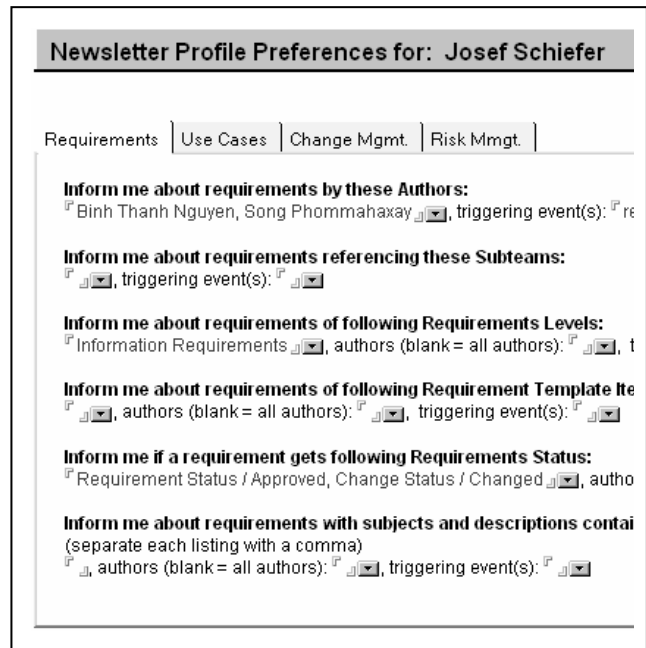 Newsletter Profile Preferences for: Josef Schiefer
Requirements Use Cases Change Mgmt. Risk Mmgt.
Inform me about requirements by these Authors:
Binh Thanh Nguyen, Song Phommahaxay , triggering event(s): re
Inform me about requirements referencing these Subteams:
, triggering event(s):
Inform me about requirements of following Requirements Levels:
Information Requirements , authors (blank = all authors): , t
Inform me about requirements of following Requirement Template Ite
, authors (blank = all authors): , triggering event(s):
Inform me if a requirement gets following Requirements Status:
Requirement Status / Approved, Change Status / Changed , autho
Inform me about requirements with subjects and descriptions contai
(separate each listing with a comma)
, authors (blank = all authors): , triggering event(s):